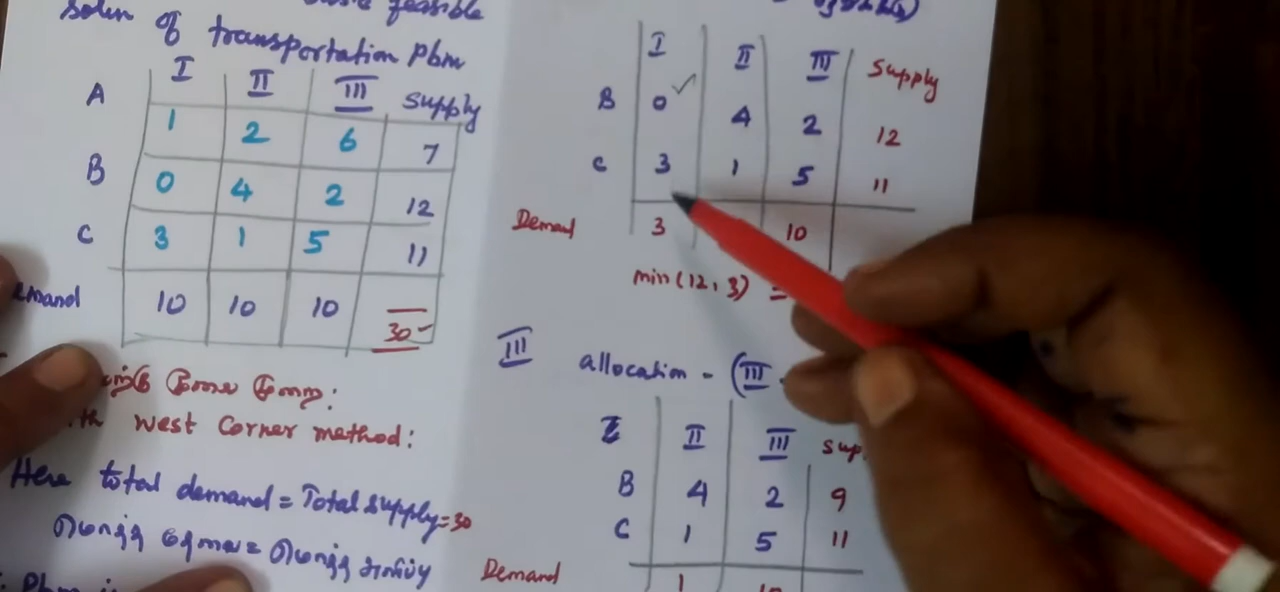 soln of transportation Pbm
I II III supply
A 1 2 6 7
B 0 4 2 12
C 3 1 5 11
10 10 10 30
West Corner method:
Here total demand = Total supply = 30
I II III supply
B 0 ✓ 4 2 12
C 3 1 5 11
Demand 3 10
min (12, 3) =
III allocation - (III
II III sup
B 4 2 9
C 1 5 11
Demand